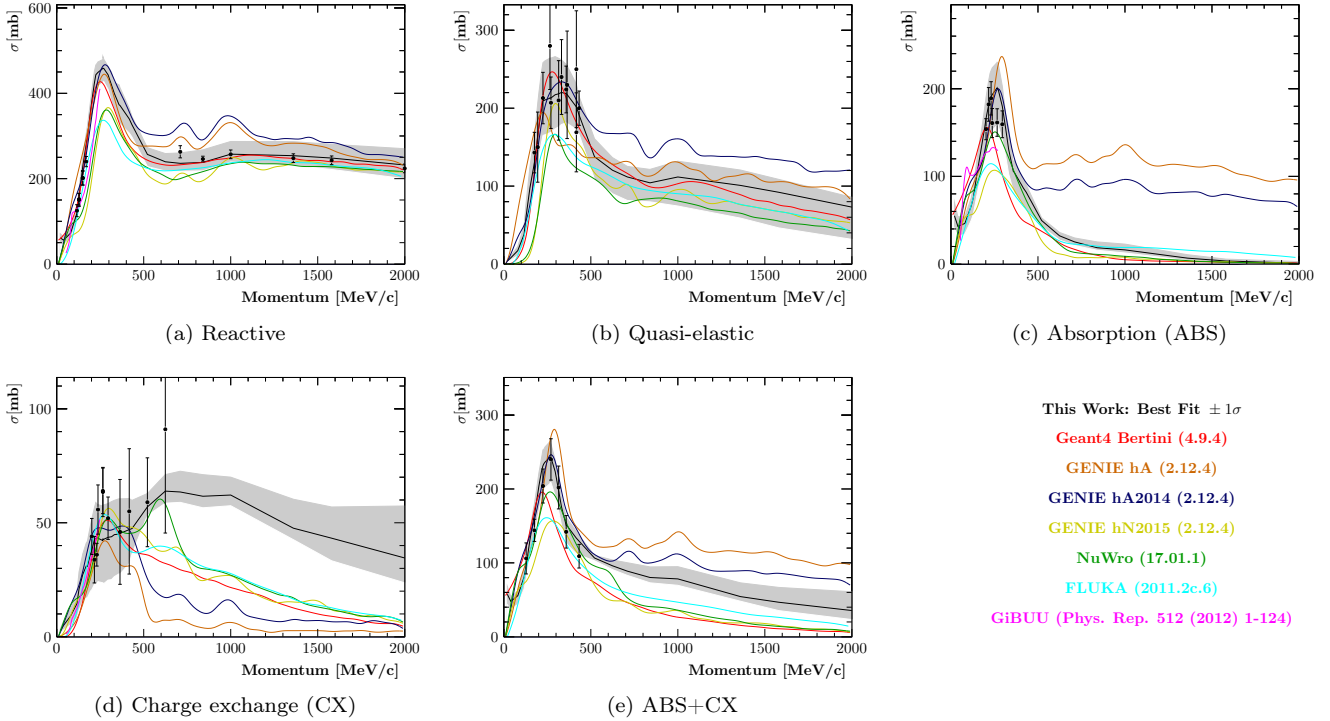 σ[mb]
600
400
200
0
0 500 1000 1500 2000
Momentum [MeV/c]
(a) Reactive
σ[mb]
300
200
100
0
0 500 1000 1500 2000
Momentum [MeV/c]
(b) Quasi-elastic
σ[mb]
200
100
0
0 500 1000 1500 2000
Momentum [MeV/c]
(c) Absorption (ABS)
σ[mb]
100
50
0
0 500 1000 1500 2000
Momentum [MeV/c]
(d) Charge exchange (CX)
σ[mb]
300
200
100
0
0 500 1000 1500 2000
Momentum [MeV/c]
(e) ABS+CX
This Work: Best Fit ± 1σ
Geant4 Bertini (4.9.4)
GENIE hA (2.12.4)
GENIE hA2014 (2.12.4)
GENIE hN2015 (2.12.4)
NuWro (17.01.1)
FLUKA (2011.2c.6)
GiBUU (Phys. Rep. 512 (2012) 1-124)